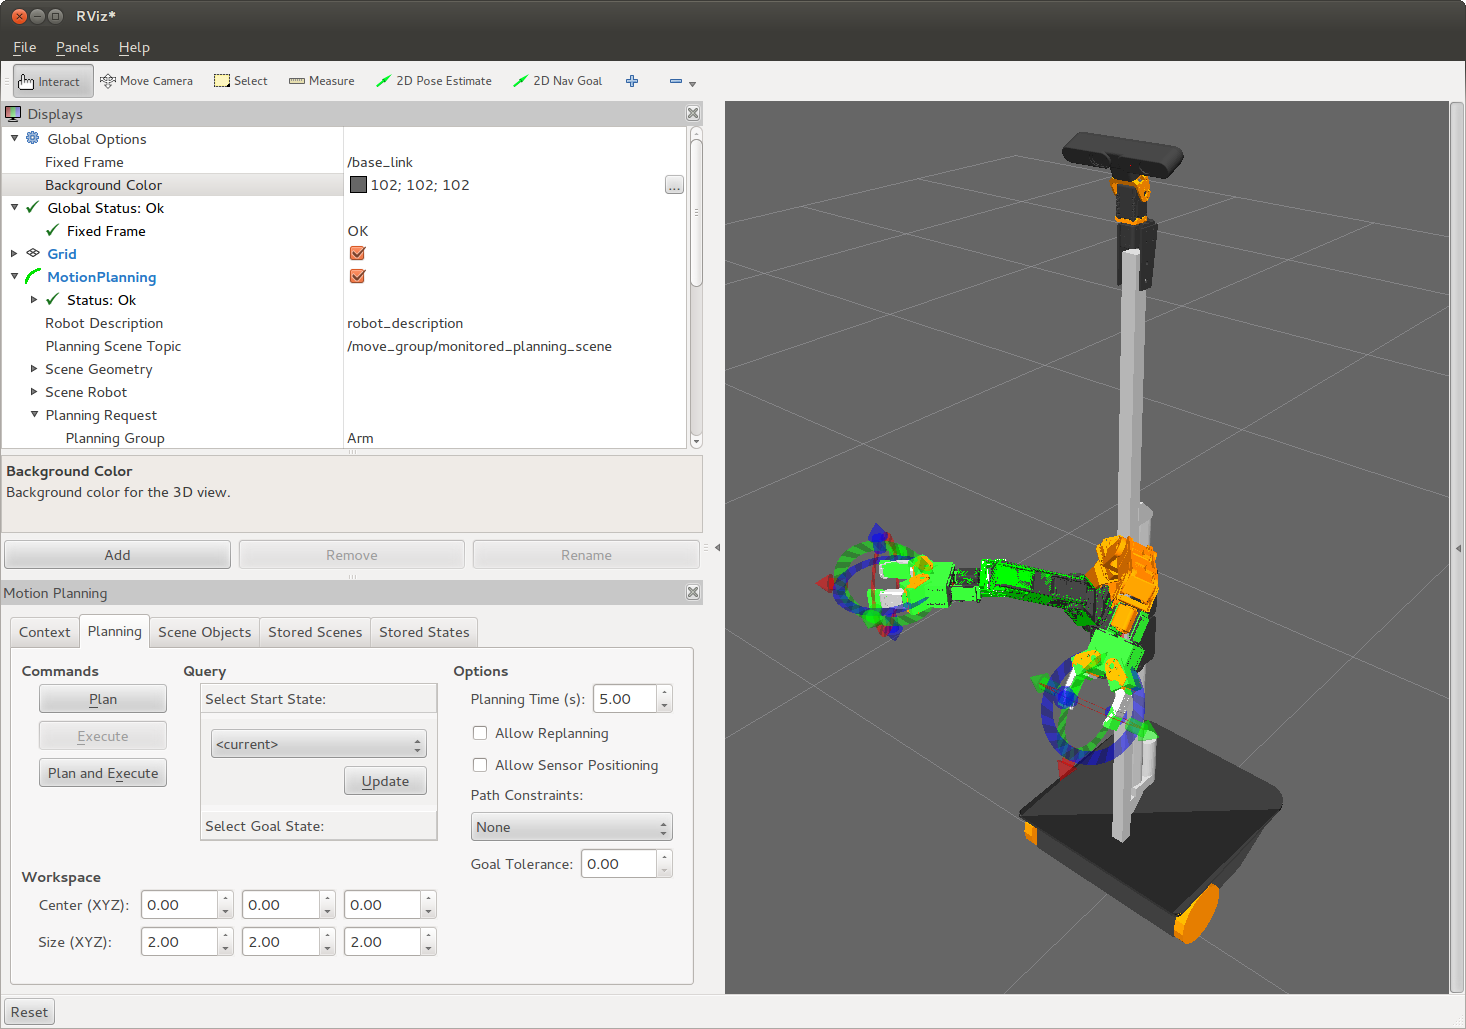 RViz*
File Panels Help
Interact Move Camera Select Measure 2D Pose Estimate 2D Nav Goal
Displays
Global Options
Fixed Frame /base_link
Background Color 102; 102; 102 ...
Global Status: Ok
Fixed Frame OK
Grid
MotionPlanning
Status: Ok
Robot Description robot_description
Planning Scene Topic /move_group/monitored_planning_scene
Scene Geometry
Scene Robot
Planning Request
Planning Group Arm
Background Color
Background color for the 3D view.
Add Remove Rename
Motion Planning
Context Planning Scene Objects Stored Scenes Stored States
Commands Query Options
Plan Select Start State: Planning Time (s): 5.00
Execute <current> Allow Replanning
Plan and Execute Update Allow Sensor Positioning
Path Constraints:
Select Goal State: None
Goal Tolerance: 0.00
Workspace
Center (XYZ): 0.00 0.00 0.00
Size (XYZ): 2.00 2.00 2.00
Reset